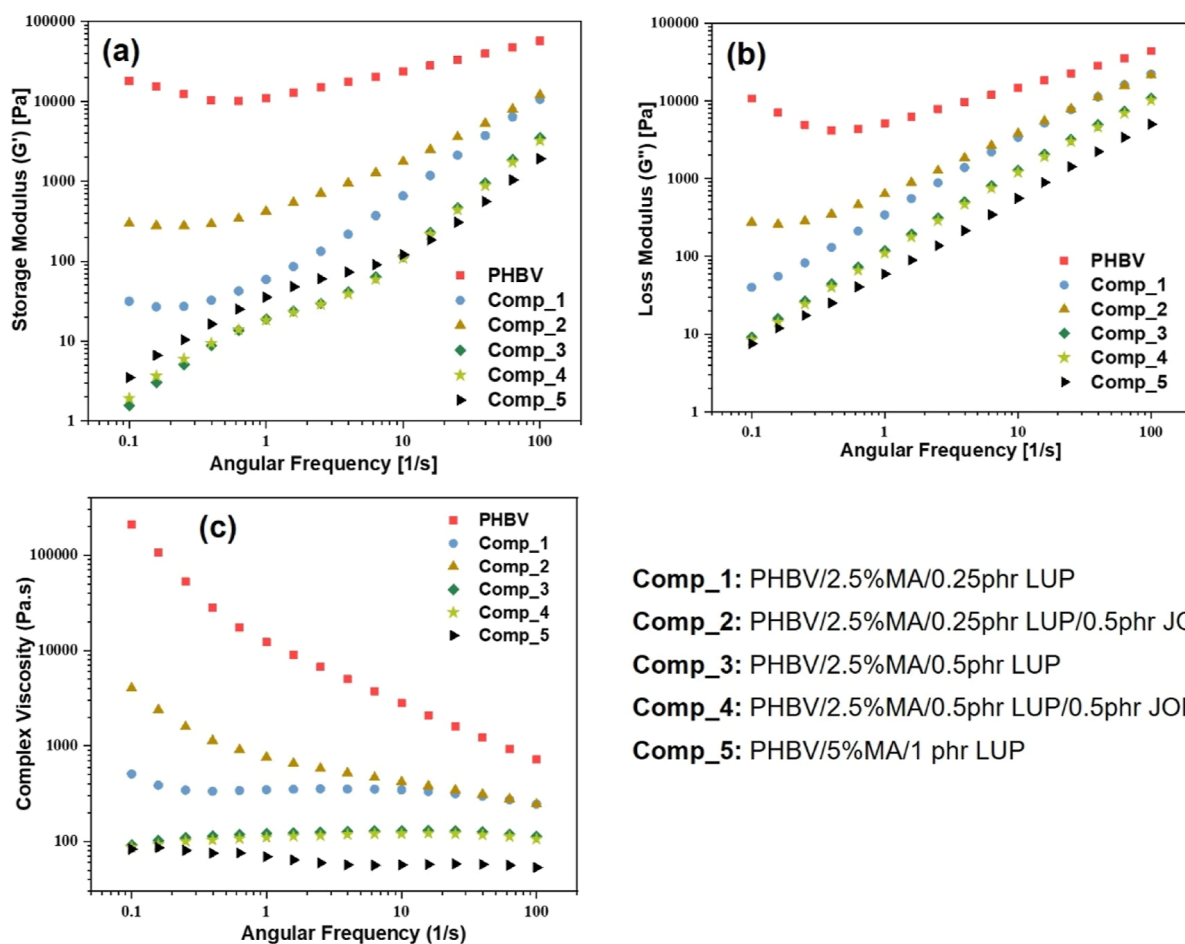 (a)
Storage Modulus (G') [Pa]
100000
10000
1000
100
10
1
PHBV
Comp_1
Comp_2
Comp_3
Comp_4
Comp_5
0.1 1 10 100
Angular Frequency [1/s]
(b)
Loss Modulus (G") [Pa]
100000
10000
1000
100
10
1
PHBV
Comp_1
Comp_2
Comp_3
Comp_4
Comp_5
0.1 1 10 100
Angular Frequency [1/s]
(c)
Complex Viscosity (Pa.s)
100000
10000
1000
100
PHBV
Comp_1
Comp_2
Comp_3
Comp_4
Comp_5
0.1 1 10 100
Angular Frequency (1/s)
Comp_1: PHBV/2.5%MA/0.25phr LUP
Comp_2: PHBV/2.5%MA/0.25phr LUP/0.5phr
Comp_3: PHBV/2.5%MA/0.5phr LUP
Comp_4: PHBV/2.5%MA/0.5phr LUP/0.5phr
Comp_5: PHBV/5%MA/1 phr LUP